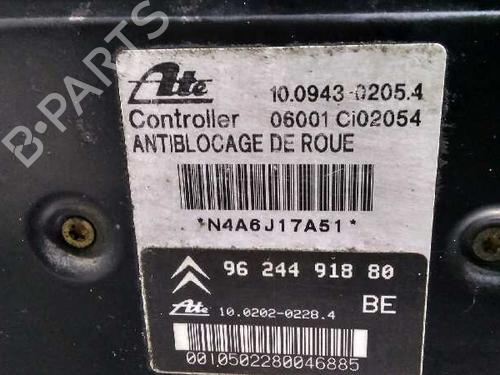 Ate 10.0943-0205.4
Controller 06001 Ci02054
ANTIBLOCAGE DE ROUE
*N4A6J17A51*
96 244 918 80
Ate 10.0202-0228.4 BE
00105022280046885
B-PARTS